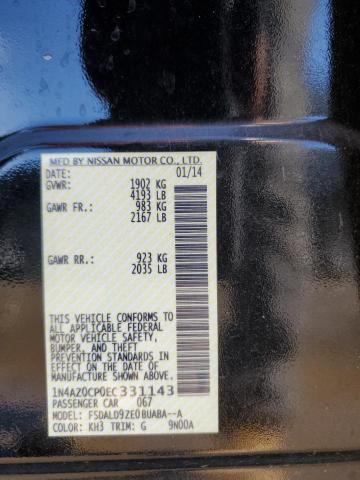 MFD BY NISSAN MOTOR CO., LTD.
DATE: 01/14
GVWR: 1902 KG
4193 LB
GAWR FR.: 983 KG
2167 LB
GAWR RR.: 923 KG
2035 LB
THIS VEHICLE CONFORMS TO
ALL APPLICABLE FEDERAL
MOTOR VEHICLE SAFETY,
BUMPER, AND THEFT
PREVENTION STANDARDS IN
EFFECT ON THE DATE OF
MANUFACTURE SHOWN ABOVE.
1N4AZ0CP0EC331143
PASSENGER CAR 067
MODEL: FSDALD9ZE0BUABA--A
COLOR: KH3 TRIM: G 9N00A